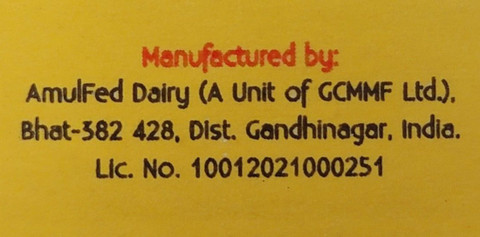 Manufactured by:
AmulFed Dairy (A Unit of GCMMF Ltd.),
Bhat-382 428, Dist. Gandhinagar, India.
Lic. No. 10012021000251